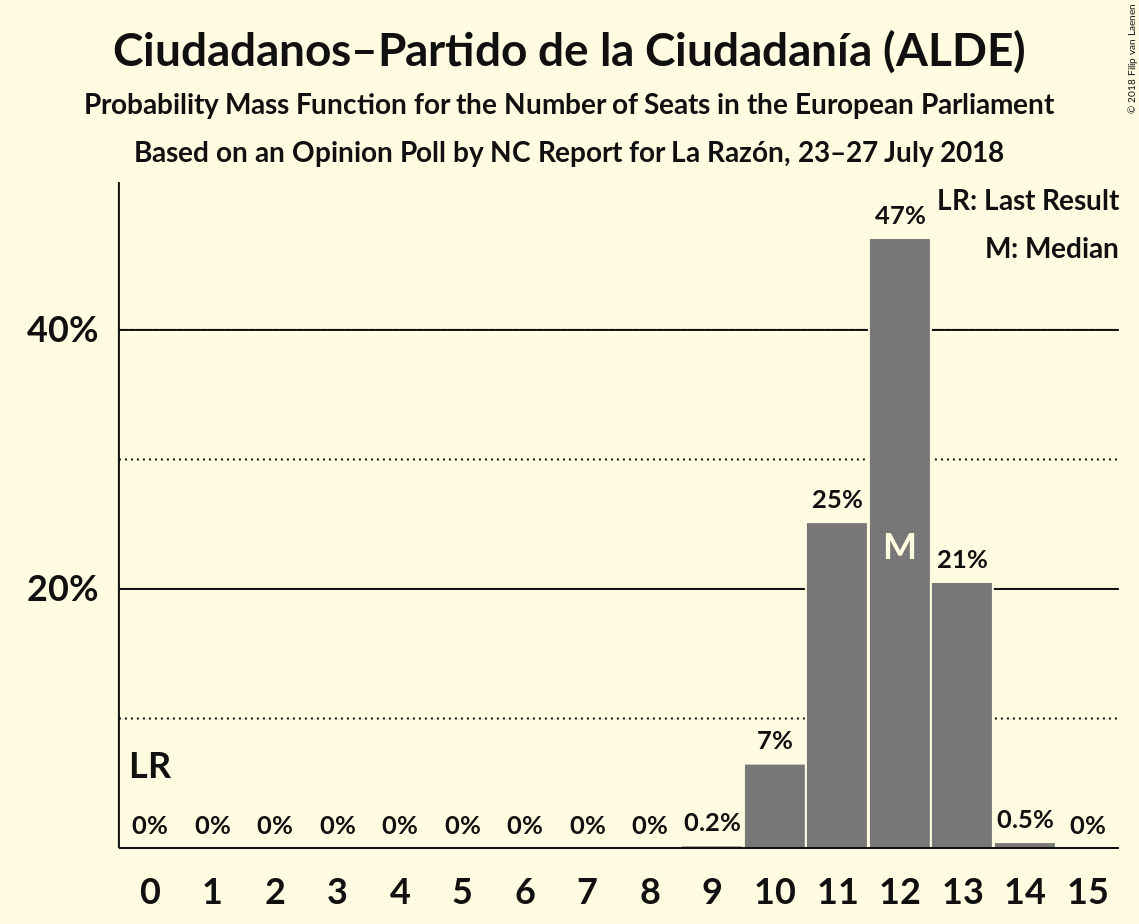 Ciudadanos–Partido de la Ciudadanía (ALDE)
Probability Mass Function for the Number of Seats in the European Parliament
Based on an Opinion Poll by NC Report for La Razón, 23–27 July 2018
© 2018 Filip van Laenen
LR: Last Result
M: Median
47%
40%
25%
M
21%
20%
7%
LR
0% 0% 0% 0% 0% 0% 0% 0% 0% 0.2% 0.5% 0%
0 1 2 3 4 5 6 7 8 9 10 11 12 13 14 15